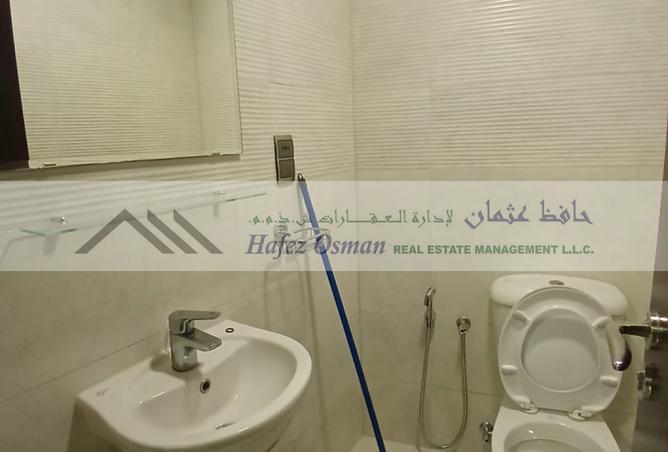 حافظ عثمان لإدارة العقارات ش.ذ.م.م.
Hafez Osman REAL ESTATE MANAGEMENT L.L.C.